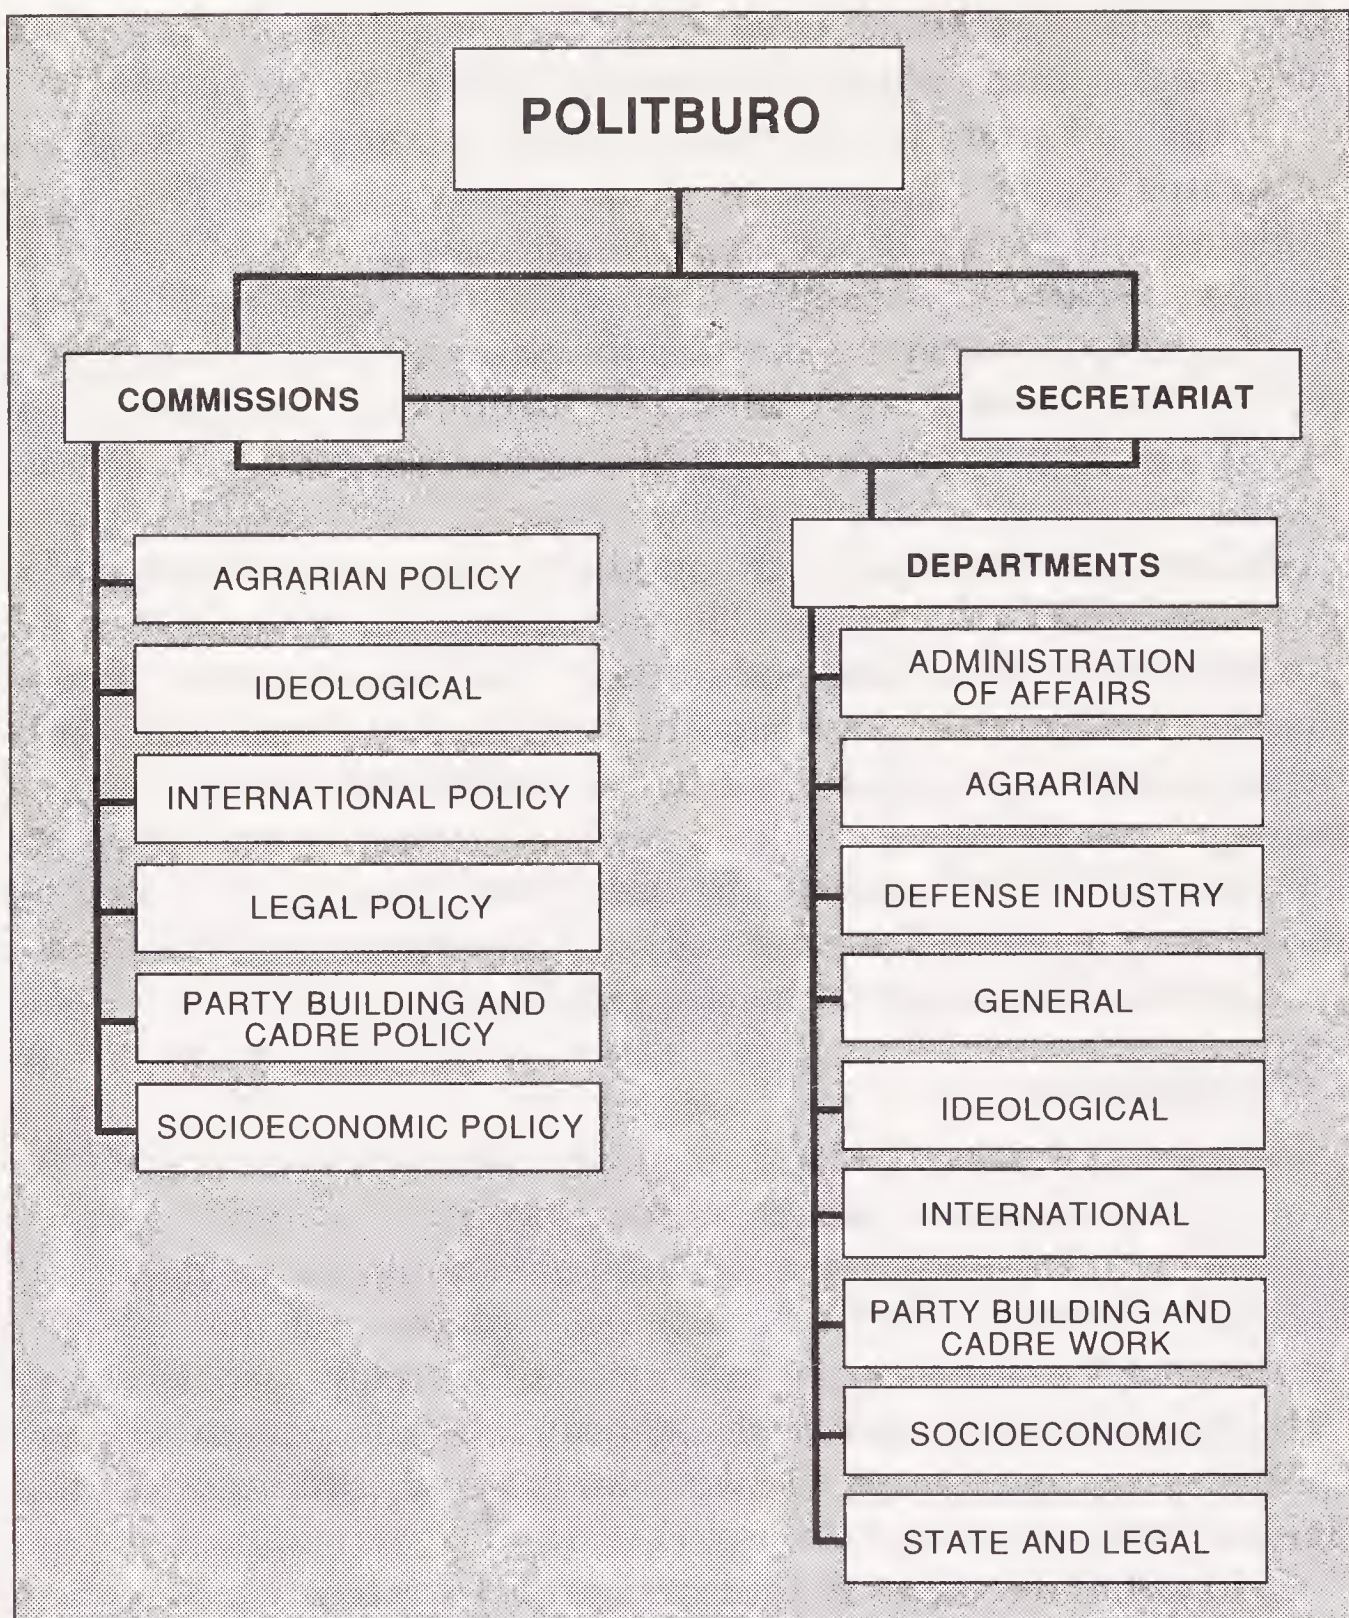 POLITBURO
COMMISSIONS
SECRETARIAT
AGRARIAN POLICY
IDEOLOGICAL
INTERNATIONAL POLICY
LEGAL POLICY
PARTY BUILDING AND
CADRE POLICY
SOCIOECONOMIC POLICY
DEPARTMENTS
ADMINISTRATION
OF AFFAIRS
AGRARIAN
DEFENSE INDUSTRY
GENERAL
IDEOLOGICAL
INTERNATIONAL
PARTY BUILDING AND
CADRE WORK
SOCIOECONOMIC
STATE AND LEGAL